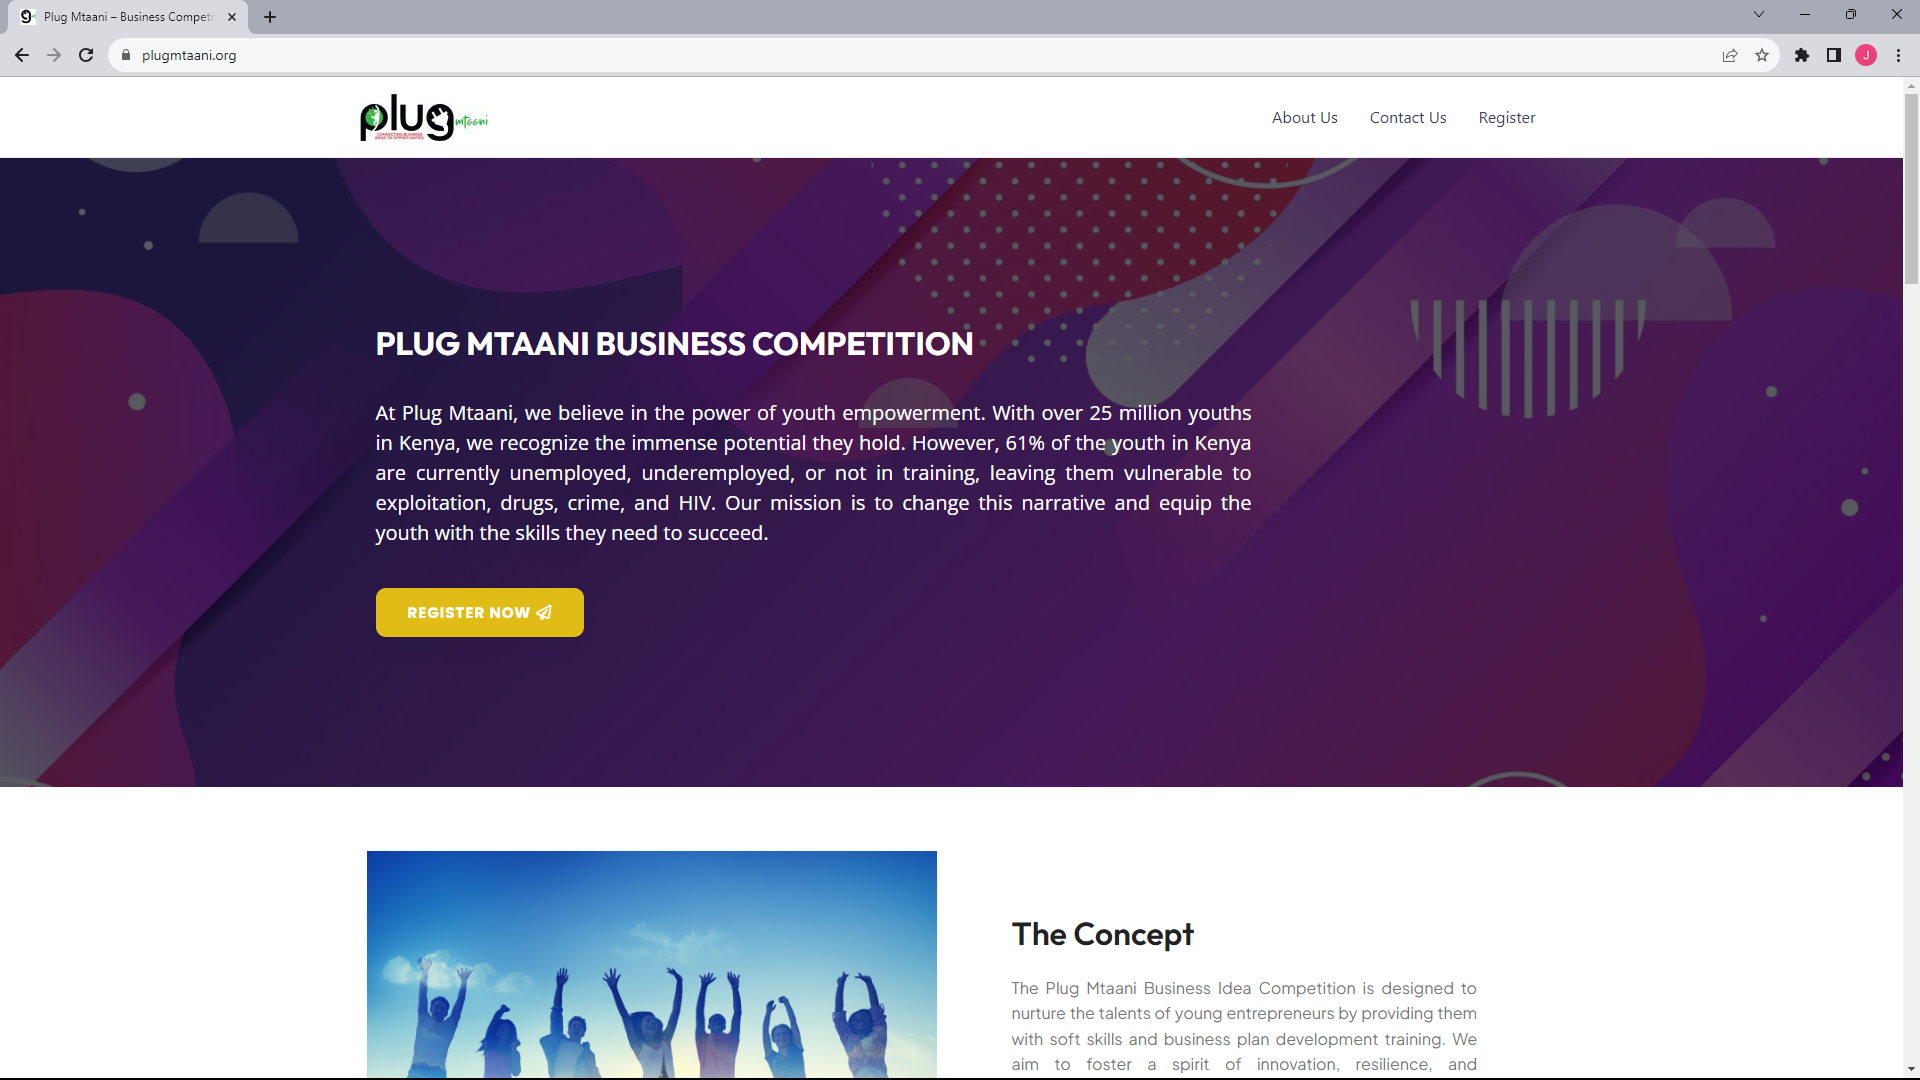 Plug Mtaani – Business Competi
plugmtaani.org
J
plug mtaani
CONNECTING BUSINESS
IDEAS TO OPPORTUNITIES
About Us
Contact Us
Register
PLUG MTAANI BUSINESS COMPETITION
At Plug Mtaani, we believe in the power of youth empowerment. With over 25 million youths
in Kenya, we recognize the immense potential they hold. However, 61% of the youth in Kenya
are currently unemployed, underemployed, or not in training, leaving them vulnerable to
exploitation, drugs, crime, and HIV. Our mission is to change this narrative and equip the
youth with the skills they need to succeed.
REGISTER NOW
The Concept
The Plug Mtaani Business Idea Competition is designed to
nurture the talents of young entrepreneurs by providing them
with soft skills and business plan development training. We
aim to foster a spirit of innovation, resilience, and